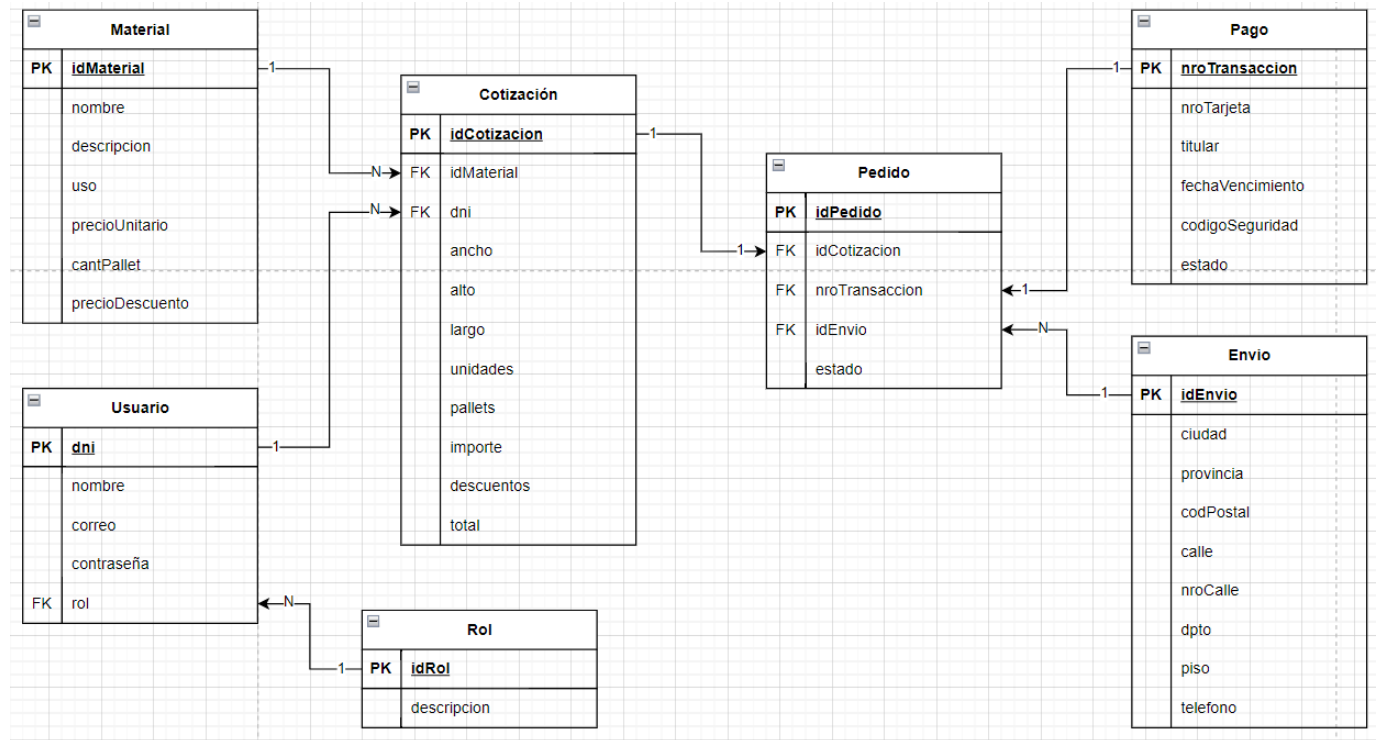 Material
PK idMaterial
nombre
descripcion
uso
precioUnitario
cantPallet
precioDescuento
1
N
Usuario
PK dni
nombre
correo
contraseña
FK rol
1
N
N
Cotización
PK idCotizacion
FK idMaterial
FK dni
ancho
alto
largo
unidades
pallets
importe
descuentos
total
1
1
Rol
PK idRol
descripcion
1
Pedido
PK idPedido
FK idCotizacion
FK nroTransaccion
FK idEnvio
estado
1
N
Pago
PK nroTransaccion
nroTarjeta
titular
fechaVencimiento
codigoSeguridad
estado
1
Envio
PK idEnvio
ciudad
provincia
codPostal
calle
nroCalle
dpto
piso
telefono
1